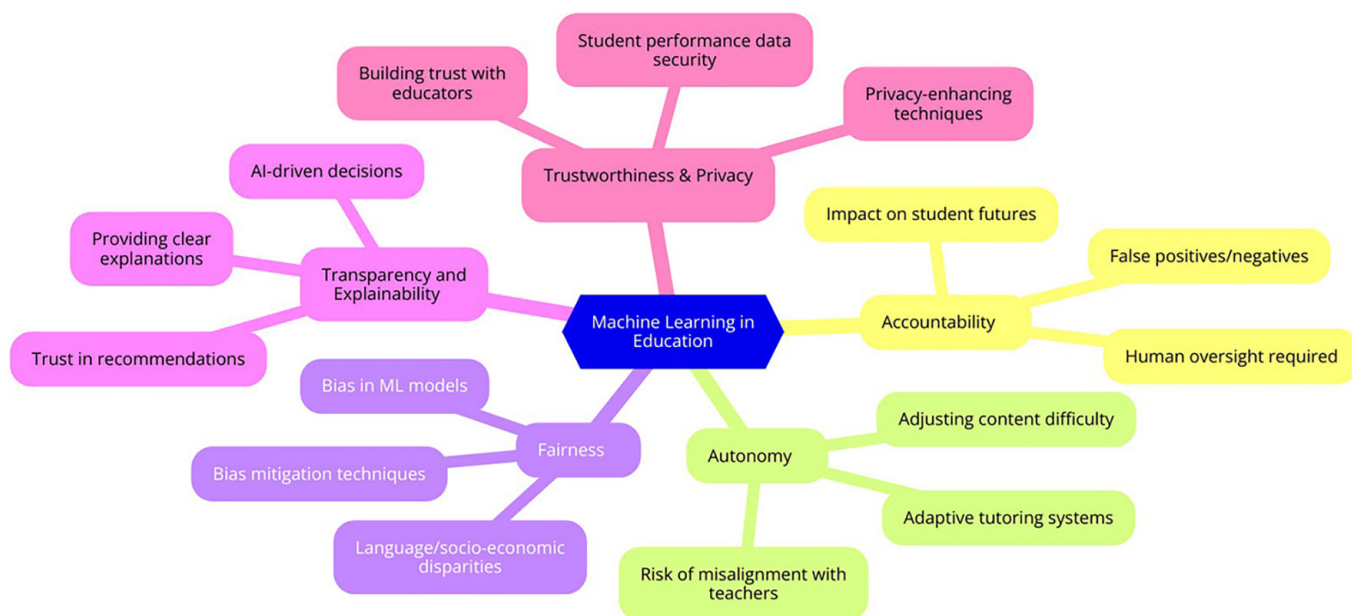 Student performance data
security
Building trust with
educators
Privacy-enhancing
techniques
Trustworthiness & Privacy
AI-driven decisions
Providing clear
explanations
Transparency and
Explainability
Trust in recommendations
Impact on student futures
False positives/negatives
Accountability
Human oversight required
Machine Learning in
Education
Bias in ML models
Fairness
Bias mitigation techniques
Language/socio-economic
disparities
Adjusting content difficulty
Autonomy
Adaptive tutoring systems
Risk of misalignment with
teachers